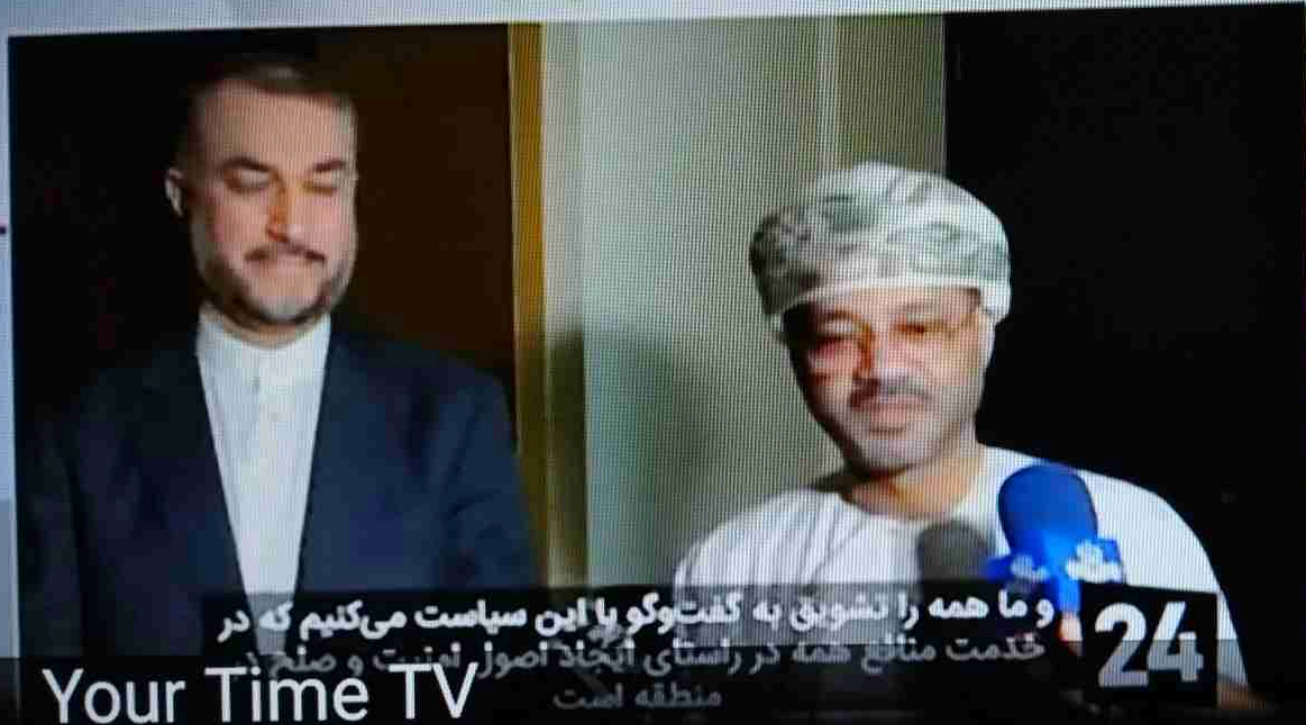 و ما همه را تشویق به گفت‌وگو با این سیاست می‌کنیم که در
خدمت منافع همه در راستای ایجاد اصول امنیت و صلح
منطقه است
24
Your Time TV